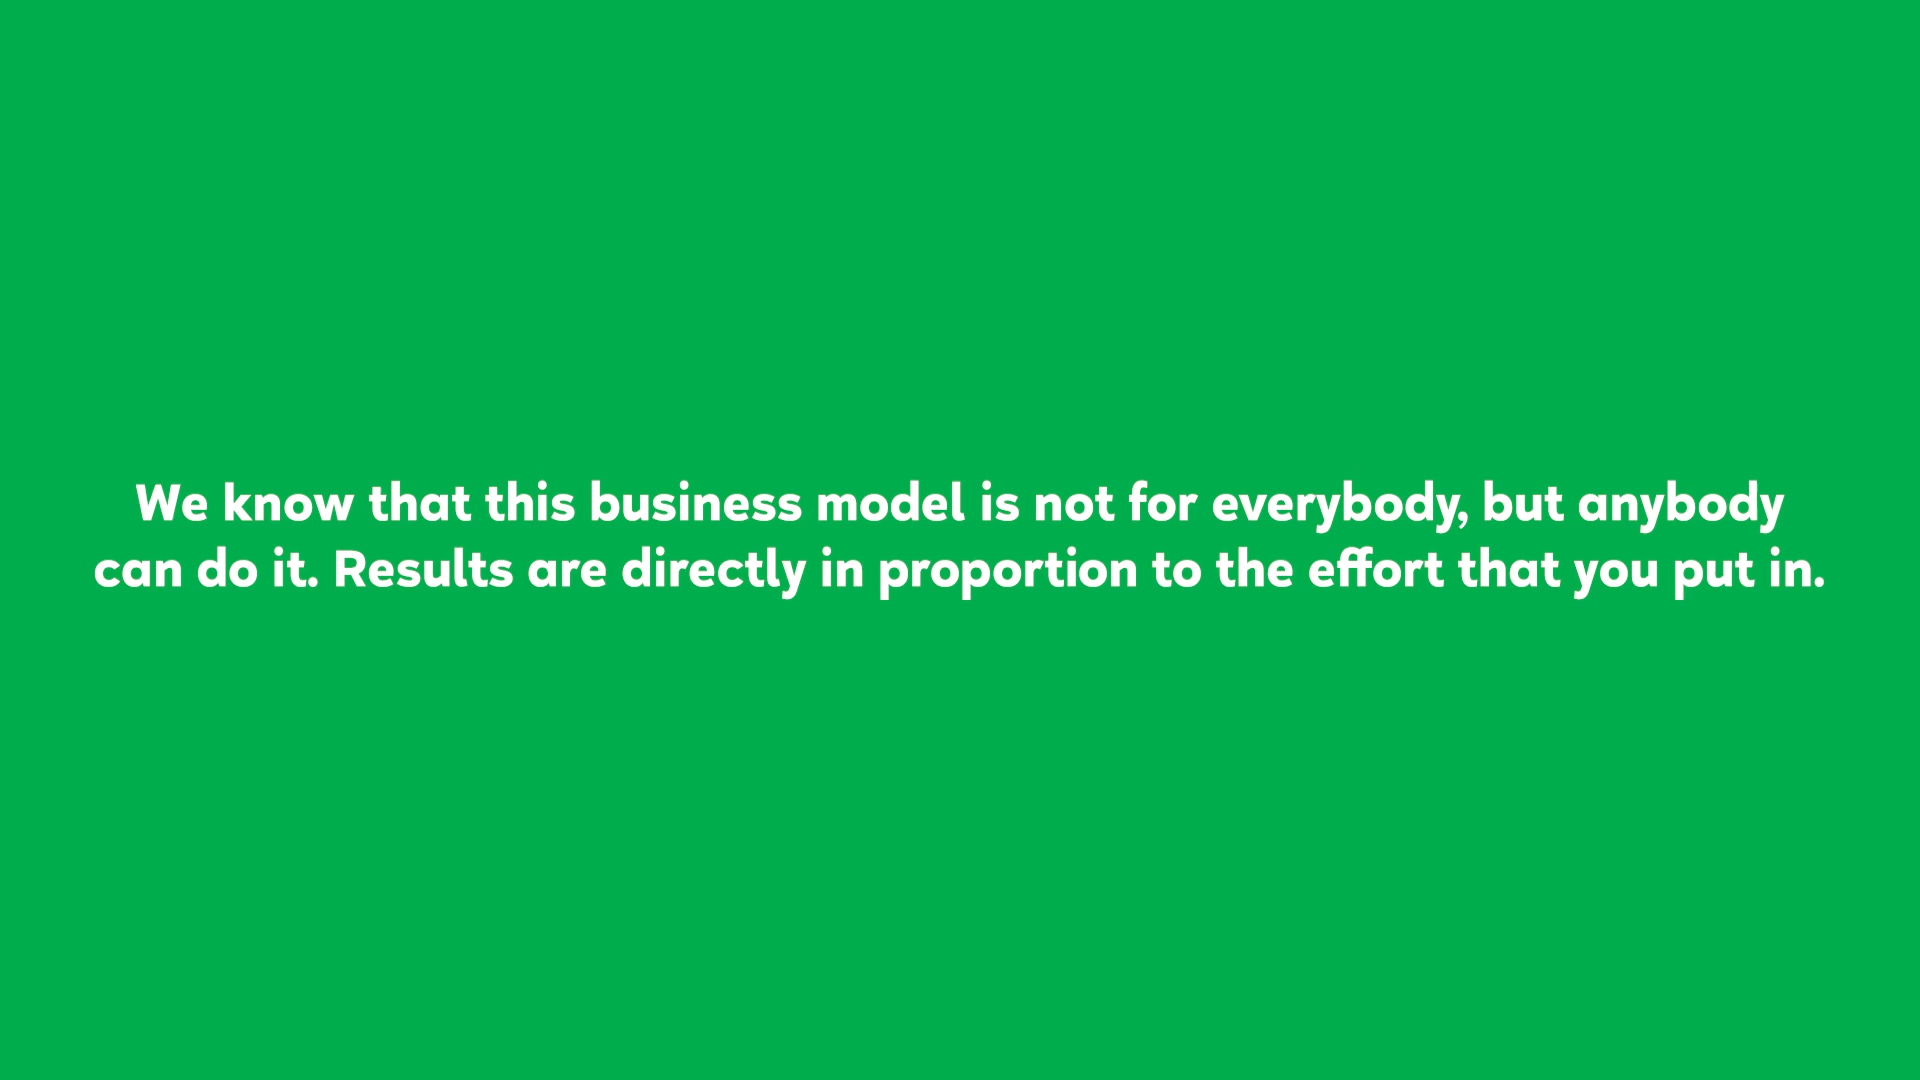 We know that this business model is not for everybody, but anybody
can do it. Results are directly in proportion to the effort that you put in.